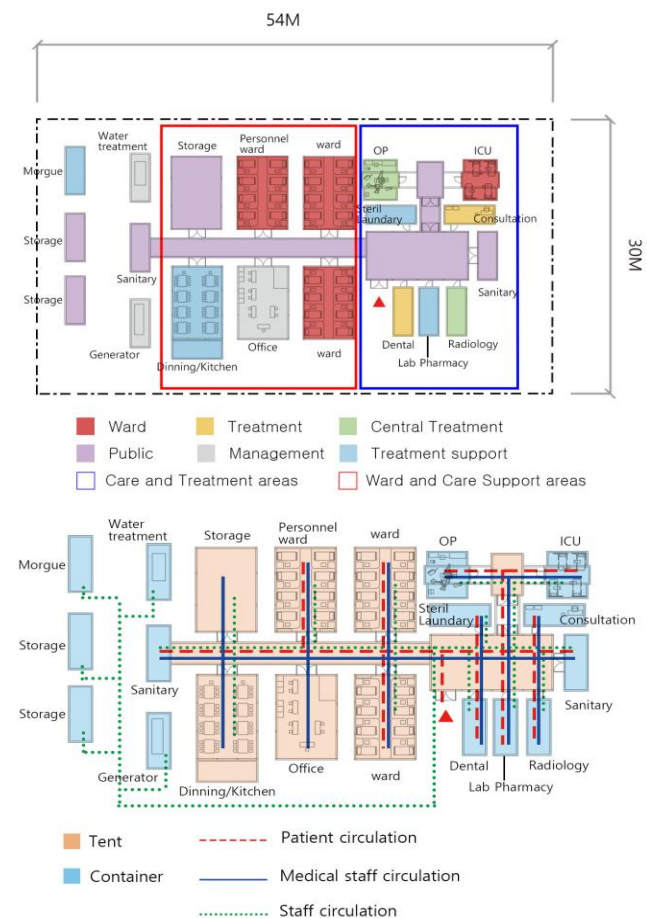 54M
30M
Water
treatment
Storage
Personnel
ward
ward
OP
ICU
Morgue
Steril
Laundary
Consultation
Storage
Sanitary
Sanitary
Storage
Generator
Dinning/Kitchen
Office
ward
Dental
Lab Pharmacy
Radiology
Ward
Treatment
Central Treatment
Public
Management
Treatment support
Care and Treatment areas
Ward and Care Support areas
Water
treatment
Storage
Personnel
ward
ward
OP
ICU
Morgue
Steril
Laundary
Consultation
Storage
Sanitary
Sanitary
Storage
Generator
Dinning/Kitchen
Office
ward
Dental
Lab Pharmacy
Radiology
Tent
Patient circulation
Container
Medical staff circulation
Staff circulation